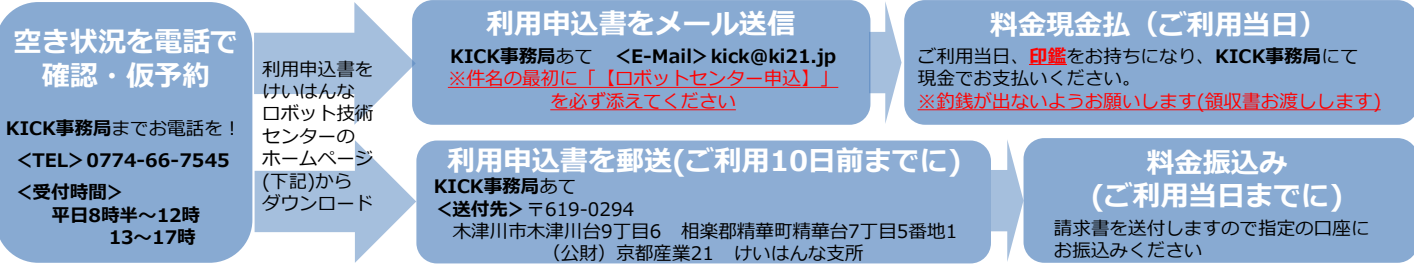 空き状況を電話で
確認・仮予約
KICK事務局までお電話を！
＜TEL＞0774-66-7545
＜受付時間＞
平日8時半～12時
13～17時
利用申込書を
けいはんな
ロボット技術
センターの
ホームページ
(下記)から
ダウンロード
利用申込書をメール送信
KICK事務局あて　＜E-Mail＞kick@ki21.jp
※件名の最初に「【ロボットセンター申込】」
を必ず添えてください
料金現金払（ご利用当日）
ご利用当日、印鑑をお持ちになり、KICK事務局にて
現金でお支払いください。
※釣銭が出ないようお願いします(領収書お渡しします)
利用申込書を郵送(ご利用10日前までに)
KICK事務局あて
＜送付先＞〒619-0294
木津川市木津川台9丁目6　相楽郡精華町精華台7丁目5番地1
（公財）京都産業21　けいはんな支所
料金振込み
(ご利用当日までに)
請求書を送付しますので指定の口座に
お振込みください